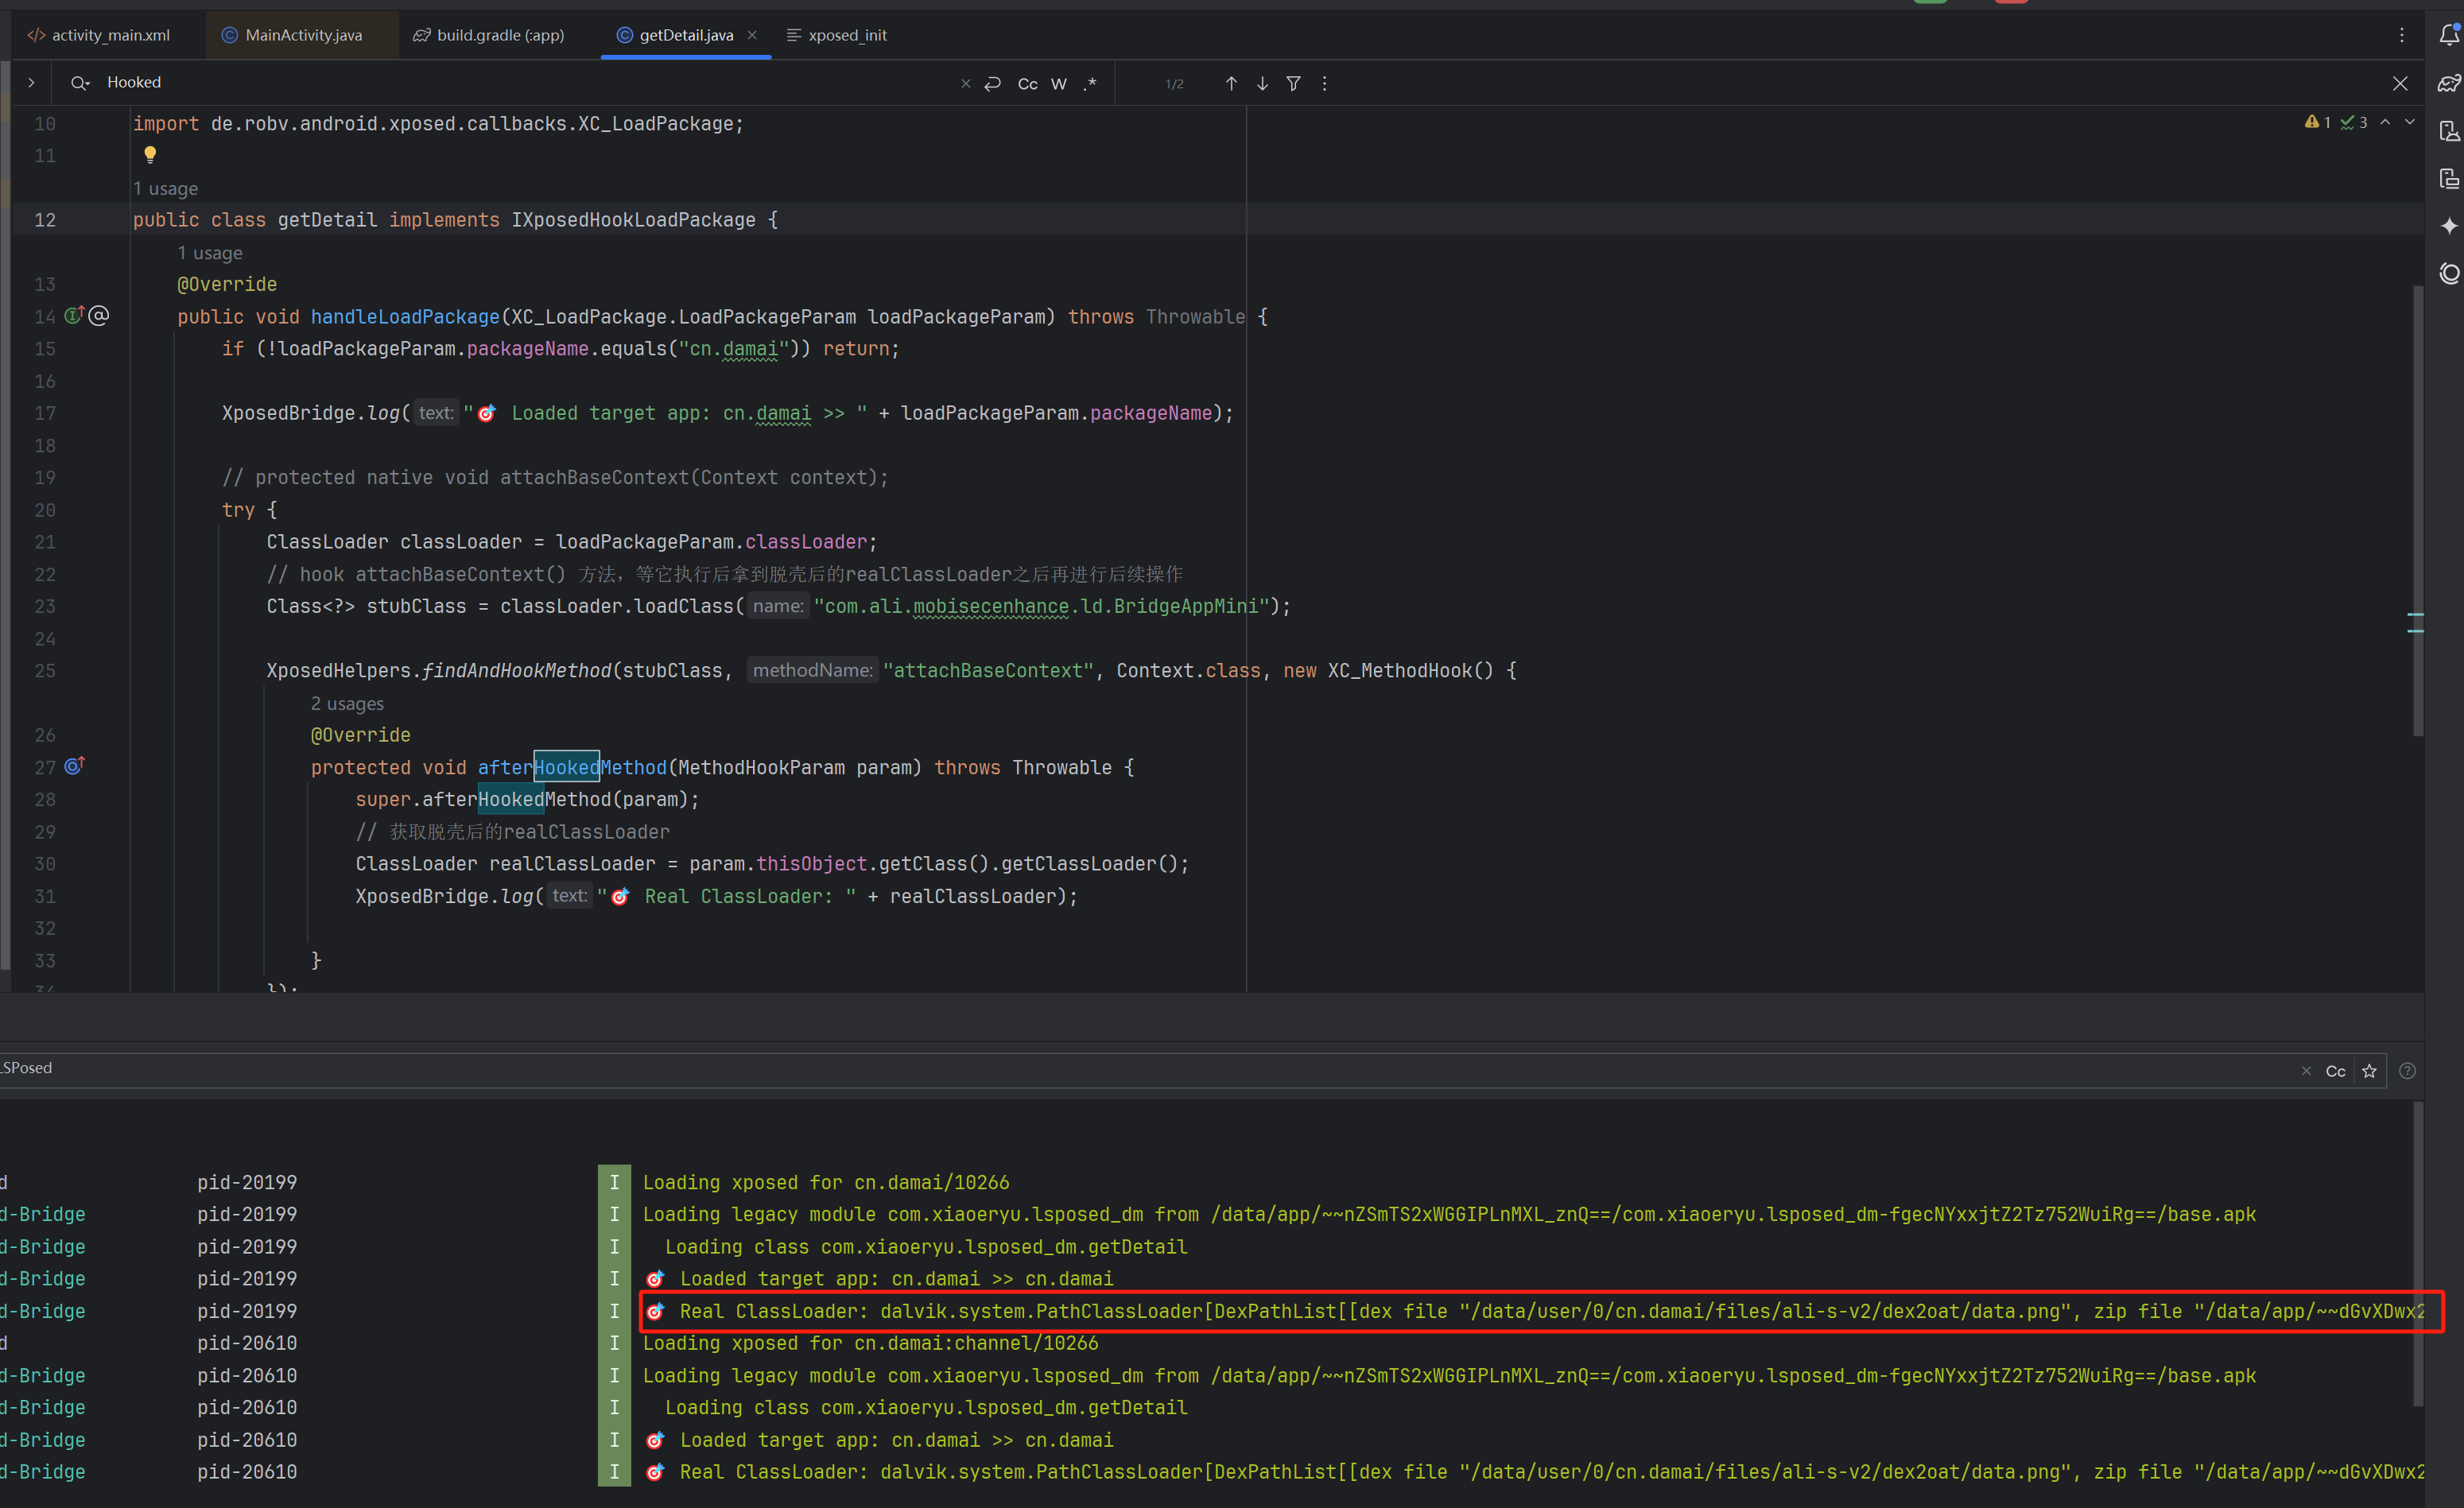 activity_main.xml MainActivity.java build.gradle (:app) getDetail.java xposed_init
Hooked Cc W .* 1/2
10 import de.robv.android.xposed.callbacks.XC_LoadPackage;
11
1 usage
12 public class getDetail implements IXposedHookLoadPackage {
1 usage
13 @Override
14 public void handleLoadPackage(XC_LoadPackage.LoadPackageParam loadPackageParam) throws Throwable {
15 if (!loadPackageParam.packageName.equals("cn.damai")) return;
16
17 XposedBridge.log( text: "🎯 Loaded target app: cn.damai >> " + loadPackageParam.packageName);
18
19 // protected native void attachBaseContext(Context context);
20 try {
21 ClassLoader classLoader = loadPackageParam.classLoader;
22 // hook attachBaseContext() 方法，等它执行后拿到脱壳后的realClassLoader之后再进行后续操作
23 Class<?> stubClass = classLoader.loadClass( name: "com.ali.mobisecenhance.ld.BridgeAppMini");
24
25 XposedHelpers.findAndHookMethod(stubClass, methodName: "attachBaseContext", Context.class, new XC_MethodHook() {
2 usages
26 @Override
27 protected void afterHookedMethod(MethodHookParam param) throws Throwable {
28 super.afterHookedMethod(param);
29 // 获取脱壳后的realClassLoader
30 ClassLoader realClassLoader = param.thisObject.getClass().getClassLoader();
31 XposedBridge.log( text: "🎯 Real ClassLoader: " + realClassLoader);
32
33 }
34 });
1 3
LSPosed Cc
d pid-20199 I Loading xposed for cn.damai/10266
d-Bridge pid-20199 I Loading legacy module com.xiaoeryu.lsposed_dm from /data/app/~~nZSmTS2xWGGIPLnMXL_znQ==/com.xiaoeryu.lsposed_dm-fgecNYxxjtZ2Tz752WuiRg==/base.apk
d-Bridge pid-20199 I Loading class com.xiaoeryu.lsposed_dm.getDetail
d-Bridge pid-20199 I 🎯 Loaded target app: cn.damai >> cn.damai
d-Bridge pid-20199 I 🎯 Real ClassLoader: dalvik.system.PathClassLoader[DexPathList[[dex file "/data/user/0/cn.damai/files/ali-s-v2/dex2oat/data.png", zip file "/data/app/~~dGvXDwx2
d pid-20610 I Loading xposed for cn.damai:channel/10266
d-Bridge pid-20610 I Loading legacy module com.xiaoeryu.lsposed_dm from /data/app/~~nZSmTS2xWGGIPLnMXL_znQ==/com.xiaoeryu.lsposed_dm-fgecNYxxjtZ2Tz752WuiRg==/base.apk
d-Bridge pid-20610 I Loading class com.xiaoeryu.lsposed_dm.getDetail
d-Bridge pid-20610 I 🎯 Loaded target app: cn.damai >> cn.damai
d-Bridge pid-20610 I 🎯 Real ClassLoader: dalvik.system.PathClassLoader[DexPathList[[dex file "/data/user/0/cn.damai/files/ali-s-v2/dex2oat/data.png", zip file "/data/app/~~dGvXDwx2